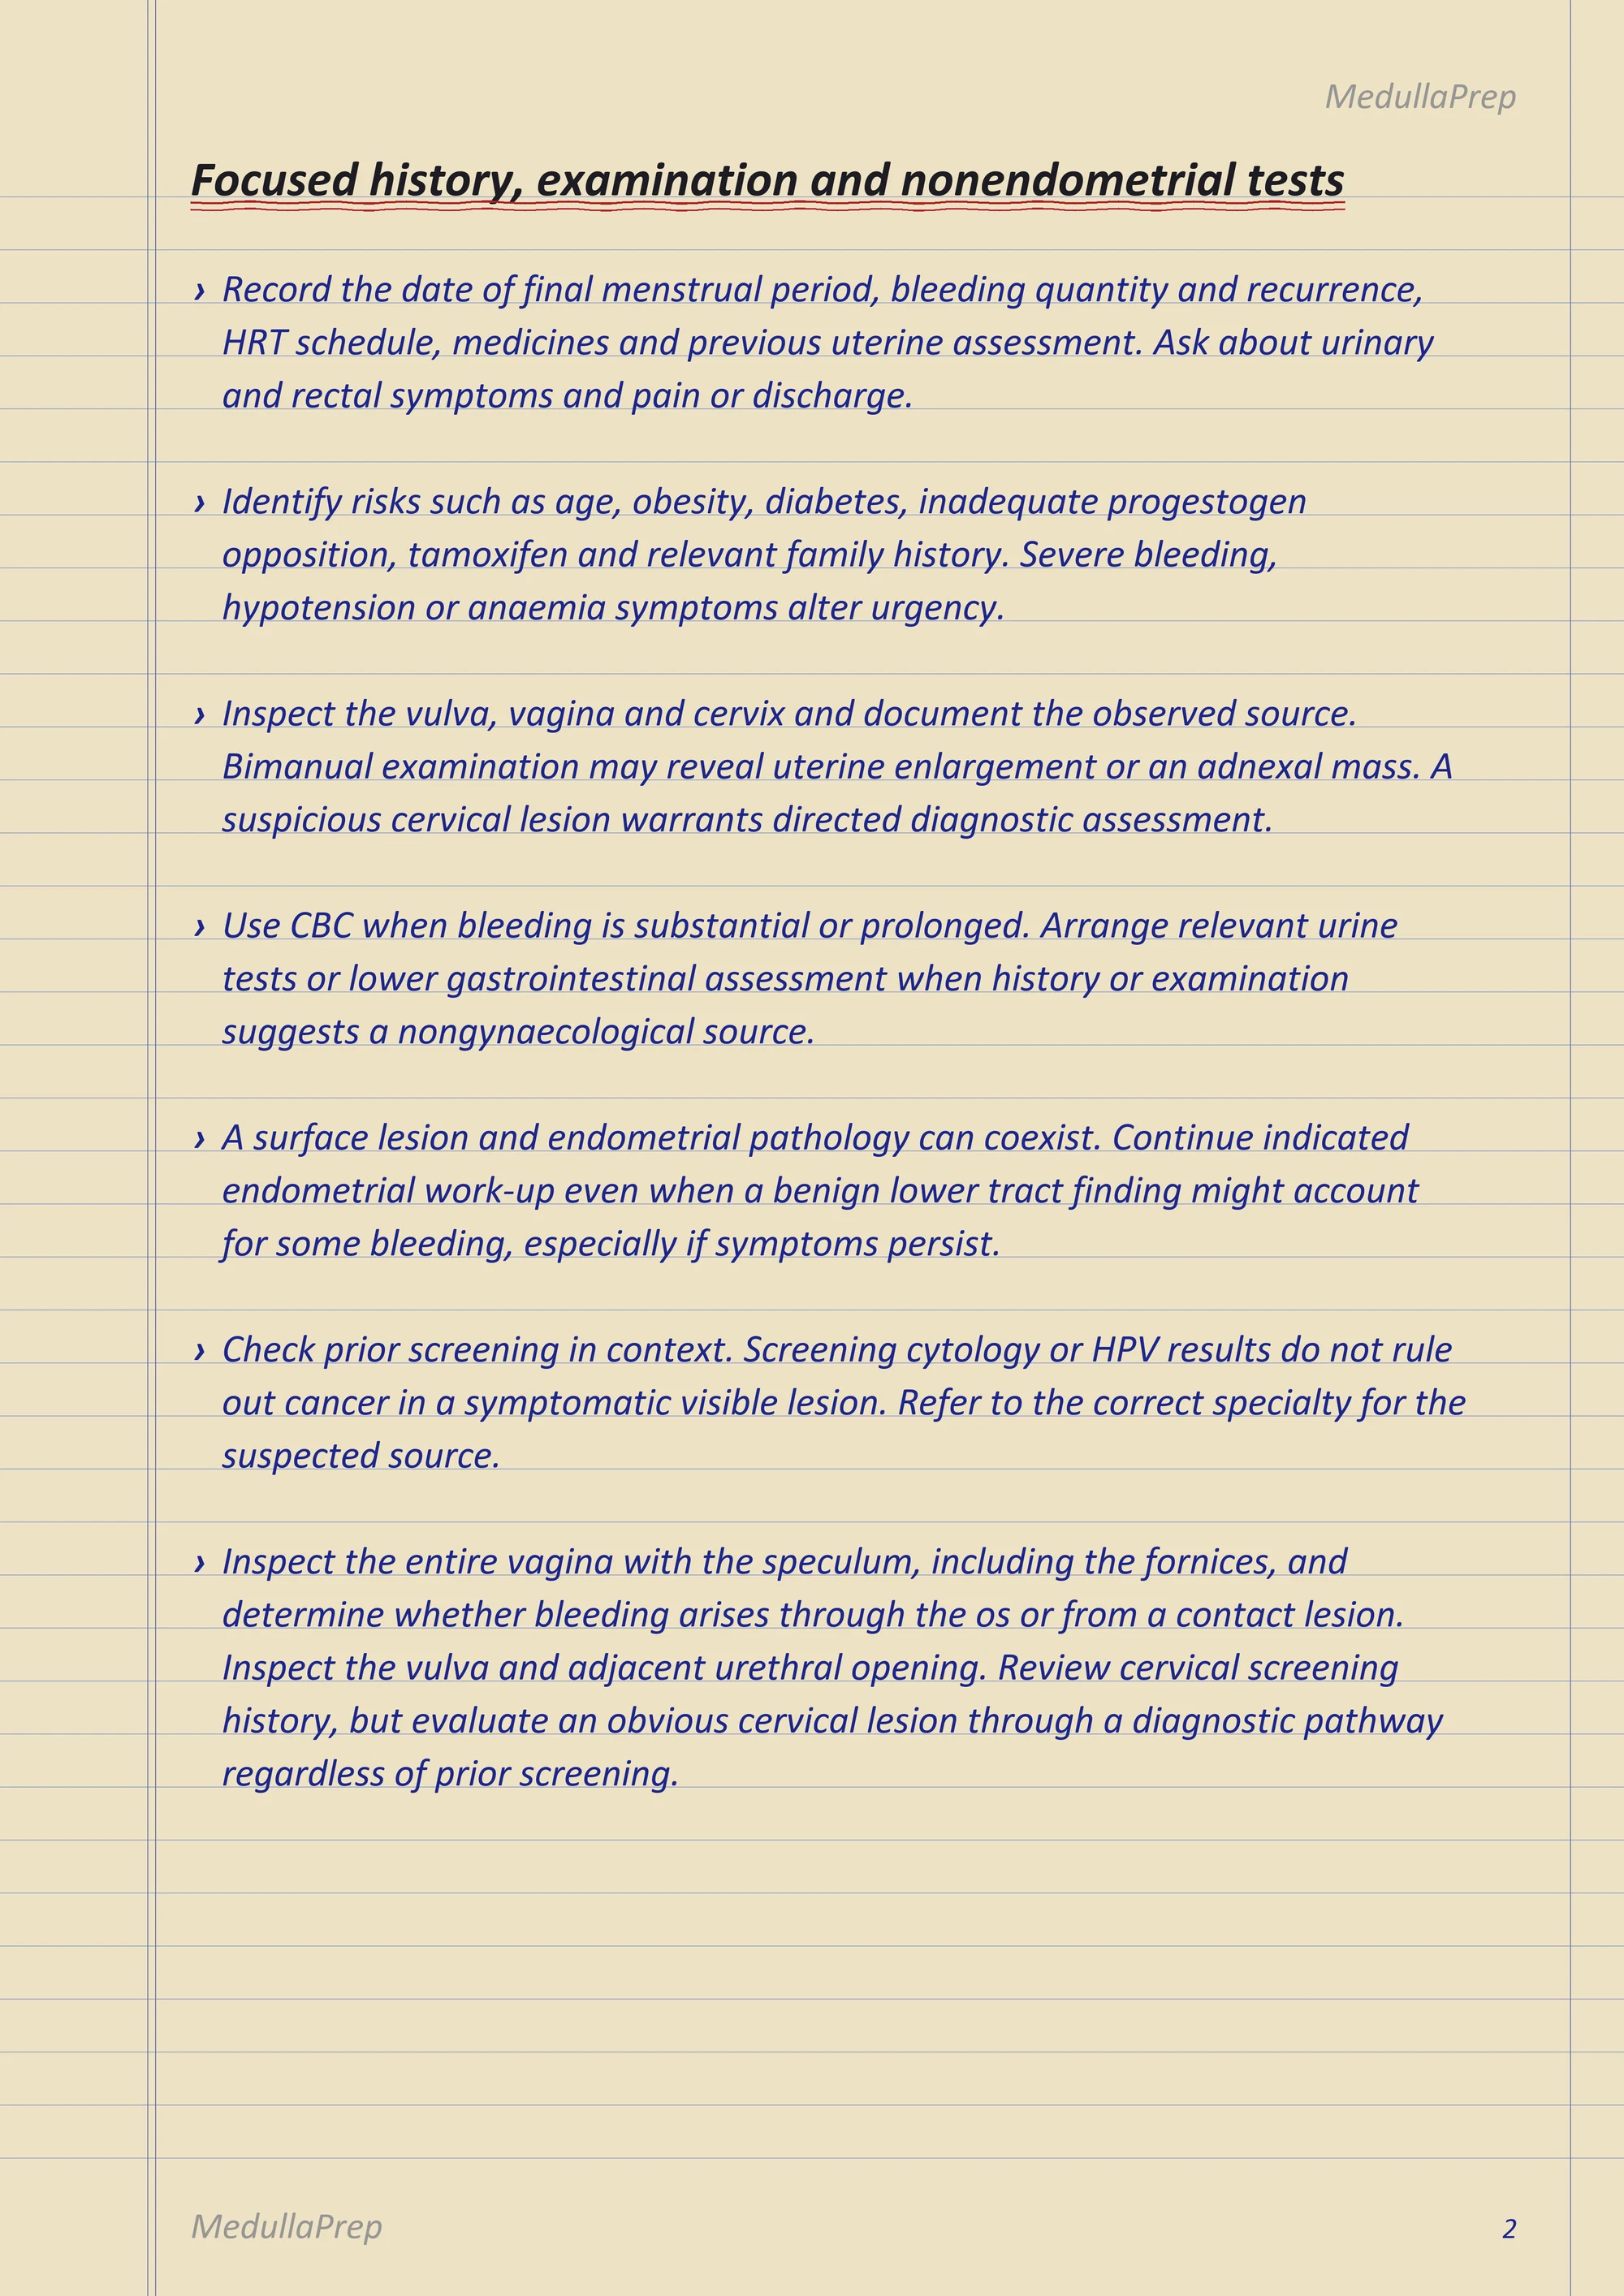 MedullaPrep
Focused history, examination and nonendometrial tests
› Record the date of final menstrual period, bleeding quantity and recurrence,
HRT schedule, medicines and previous uterine assessment. Ask about urinary
and rectal symptoms and pain or discharge.
› Identify risks such as age, obesity, diabetes, inadequate progestogen
opposition, tamoxifen and relevant family history. Severe bleeding,
hypotension or anaemia symptoms alter urgency.
› Inspect the vulva, vagina and cervix and document the observed source.
Bimanual examination may reveal uterine enlargement or an adnexal mass. A
suspicious cervical lesion warrants directed diagnostic assessment.
› Use CBC when bleeding is substantial or prolonged. Arrange relevant urine
tests or lower gastrointestinal assessment when history or examination
suggests a nongynaecological source.
› A surface lesion and endometrial pathology can coexist. Continue indicated
endometrial work-up even when a benign lower tract finding might account
for some bleeding, especially if symptoms persist.
› Check prior screening in context. Screening cytology or HPV results do not rule
out cancer in a symptomatic visible lesion. Refer to the correct specialty for the
suspected source.
› Inspect the entire vagina with the speculum, including the fornices, and
determine whether bleeding arises through the os or from a contact lesion.
Inspect the vulva and adjacent urethral opening. Review cervical screening
history, but evaluate an obvious cervical lesion through a diagnostic pathway
regardless of prior screening.
MedullaPrep
2